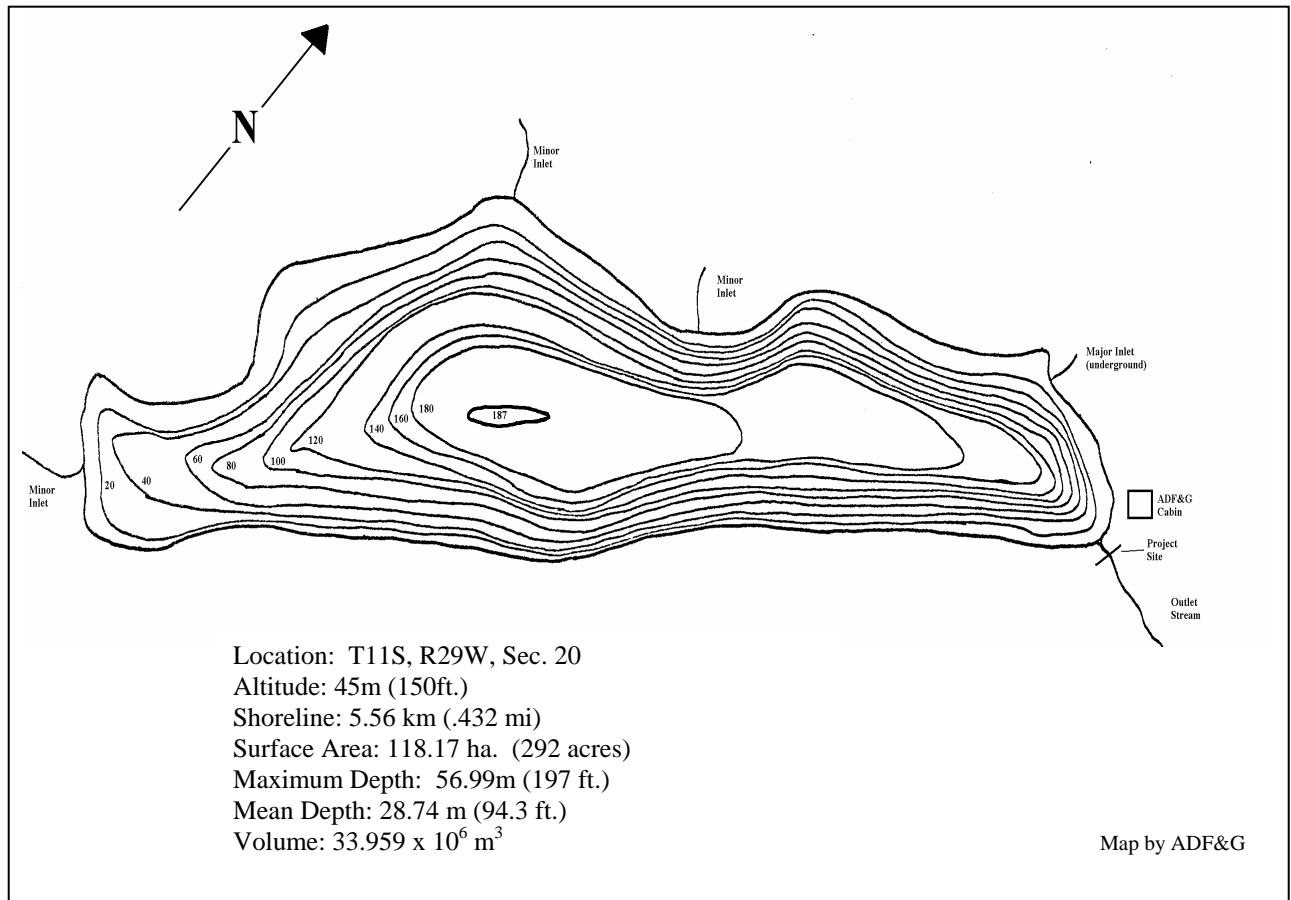 N
Minor
Inlet
Minor
Inlet
Major Inlet
(underground)
187
180
160
140
120
100
80
60
40
20
Minor
Inlet
ADF&G
Cabin
Project
Site
Outlet
Stream
Location: T11S, R29W, Sec. 20
Altitude: 45m (150ft.)
Shoreline: 5.56 km (.432 mi)
Surface Area: 118.17 ha. (292 acres)
Maximum Depth: 56.99m (197 ft.)
Mean Depth: 28.74 m (94.3 ft.)
Volume: 33.959 x 10⁶ m³
Map by ADF&G